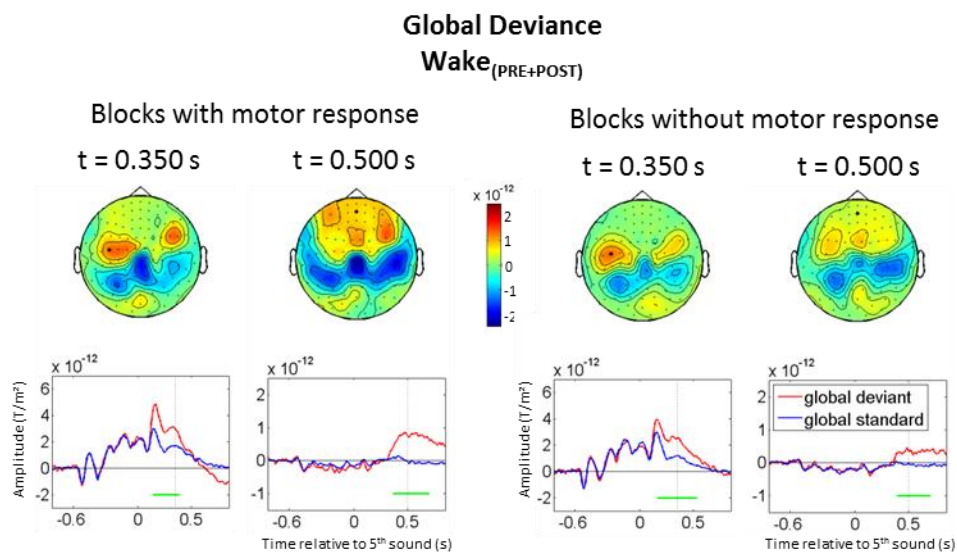 Global Deviance
Wake(PRE+POST)
Blocks with motor response
Blocks without motor response
t = 0.350 s
t = 0.500 s
t = 0.350 s
t = 0.500 s
x 10-12
2
1
0
-1
-2
x 10-12
x 10-12
x 10-12
x 10-12
Amplitude (T/m²)
6
4
2
0
-2
2
1
0
-1
Amplitude (T/m²)
6
4
2
0
-2
2
1
0
-1
global deviant
global standard
-0.6
0
0.5
-0.6
0
0.5
-0.6
0
0.5
-0.6
0
0.5
Time relative to 5th sound (s)
Time relative to 5th sound (s)